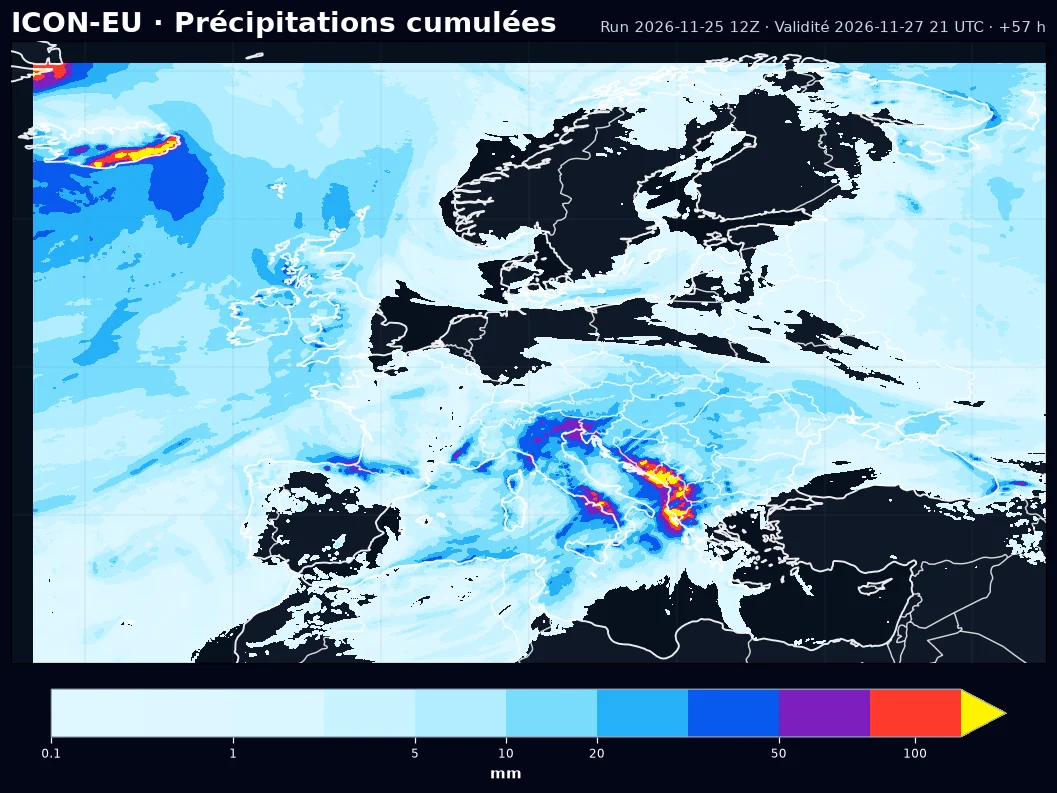 ICON-EU · Précipitations cumulées
Run 2026-11-25 12Z · Validité 2026-11-27 21 UTC · +57 h
0.1 1 5 10 20 50 100
mm